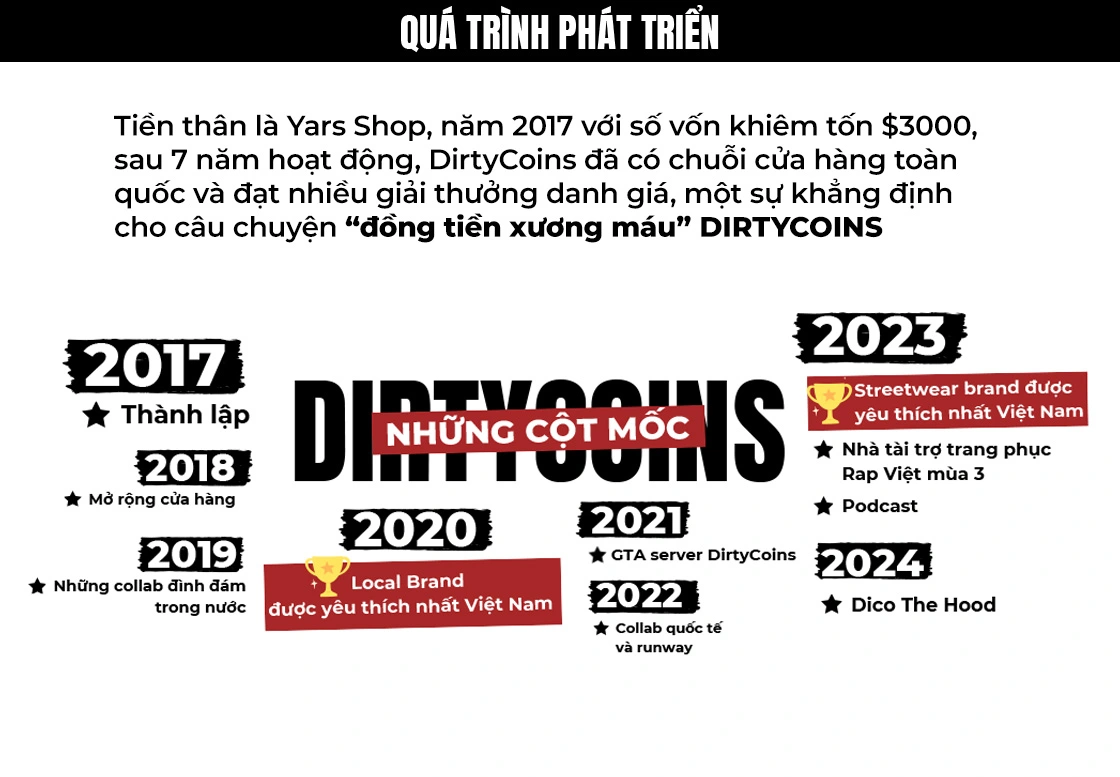 QUÁ TRÌNH PHÁT TRIỂN
Tiền thân là Yars Shop, năm 2017 với số vốn khiêm tốn $3000,
sau 7 năm hoạt động, DirtyCoins đã có chuỗi cửa hàng toàn
quốc và đạt nhiều giải thưởng danh giá, một sự khẳng định
cho câu chuyện “đồng tiền xương máu” DIRTYCOINS
2017
Thành lập
2018
Mở rộng cửa hàng
2019
Những collab đình đám
trong nước
DIRTYCOINS
NHỮNG CỘT MỐC
2020
Local Brand
được yêu thích nhất Việt Nam
2021
GTA server DirtyCoins
2022
Collab quốc tế
và runway
2023
Streetwear brand được
yêu thích nhất Việt Nam
Nhà tài trợ trang phục
Rap Việt mùa 3
Podcast
2024
Dico The Hood